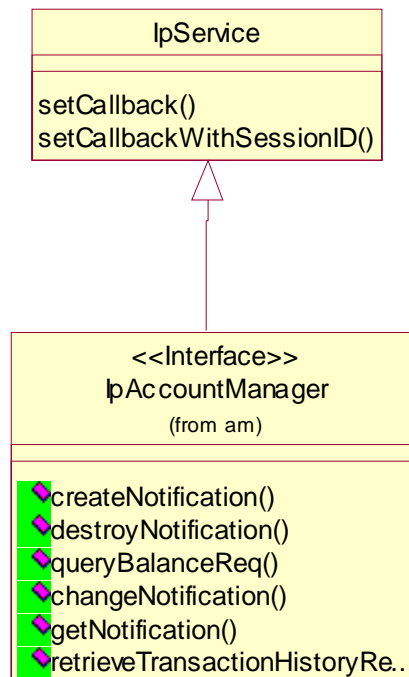 IpService
setCallback()
setCallbackWithSessionID()
<<Interface>>
IpAccountManager
(from am)
createNotification()
destroyNotification()
queryBalanceReq()
changeNotification()
getNotification()
retrieveTransactionHistoryRe..